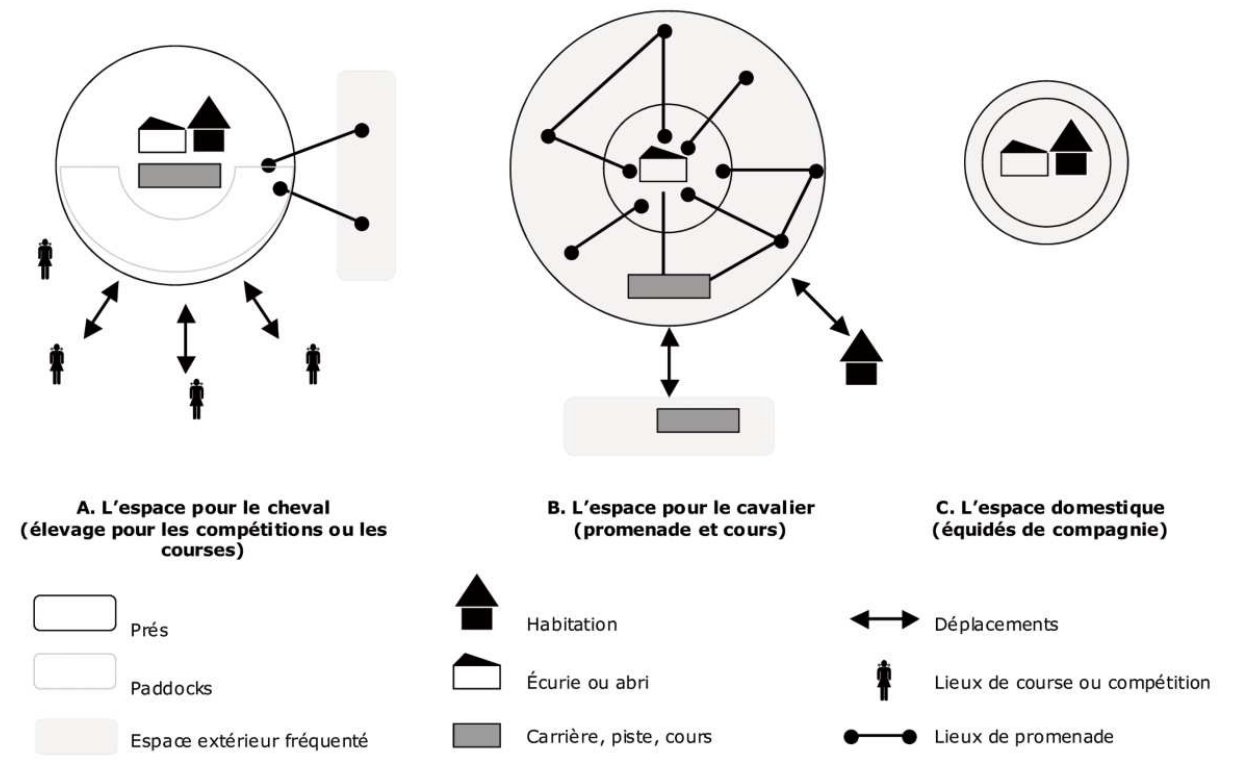 A. L'espace pour le cheval
(élevage pour les compétitions ou les
courses)
B. L'espace pour le cavalier
(promenade et cours)
C. L'espace domestique
(équidés de compagnie)
Prés
Paddocks
Espace extérieur fréquenté
Habitation
Écurie ou abri
Carrière, piste, cours
Déplacements
Lieux de course ou compétition
Lieux de promenade